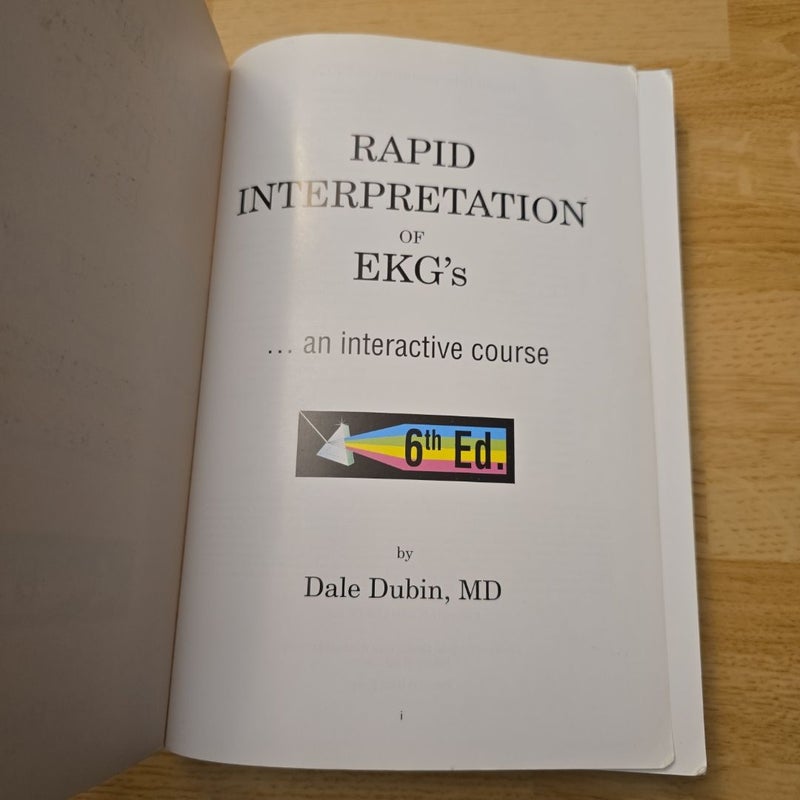 RAPID
INTERPRETATION
OF
EKG's
... an interactive course
6th Ed.
by
Dale Dubin, MD
i